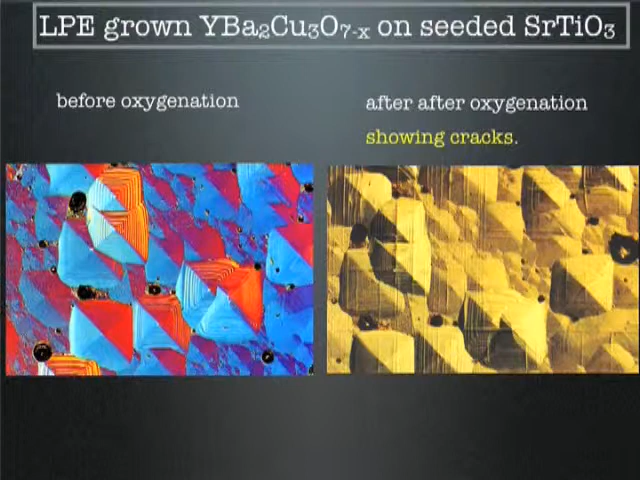 LPE grown YBa₂Cu₃O₇₋ₓ on seeded SrTiO₃
before oxygenation
after after oxygenation
showing cracks.